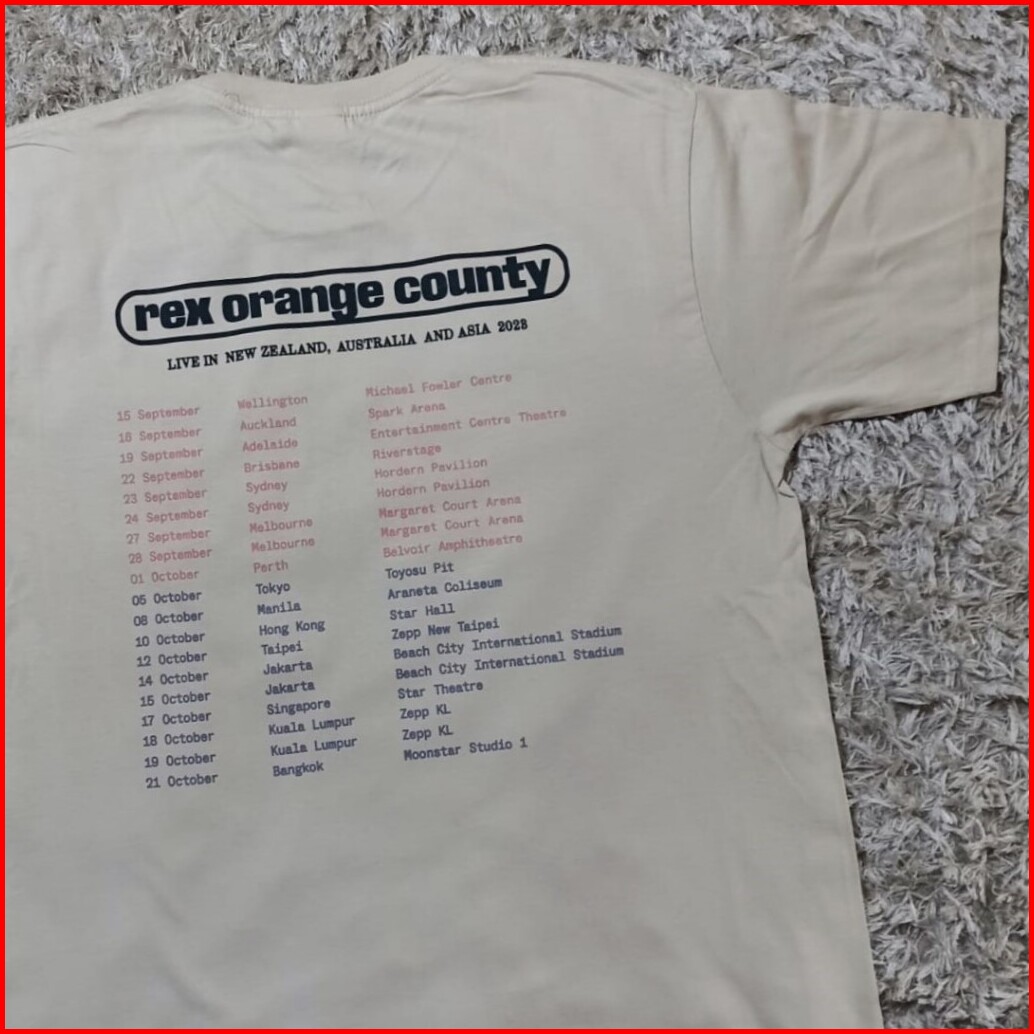 rex orange county
LIVE IN NEW ZEALAND, AUSTRALIA AND ASIA 2023
15 September Wellington Michael Fowler Centre
16 September Auckland Spark Arena
19 September Adelaide Entertainment Centre Theatre
22 September Brisbane Riverstage
23 September Sydney Hordern Pavilion
24 September Sydney Hordern Pavilion
27 September Melbourne Margaret Court Arena
28 September Melbourne Margaret Court Arena
01 October Perth Belvoir Amphitheatre
05 October Tokyo Toyosu Pit
08 October Manila Araneta Coliseum
10 October Hong Kong Star Hall
12 October Taipei Zepp New Taipei
14 October Jakarta Beach City International Stadium
15 October Jakarta Beach City International Stadium
17 October Singapore Star Theatre
18 October Kuala Lumpur Zepp KL
19 October Kuala Lumpur Zepp KL
21 October Bangkok Moonstar Studio 1